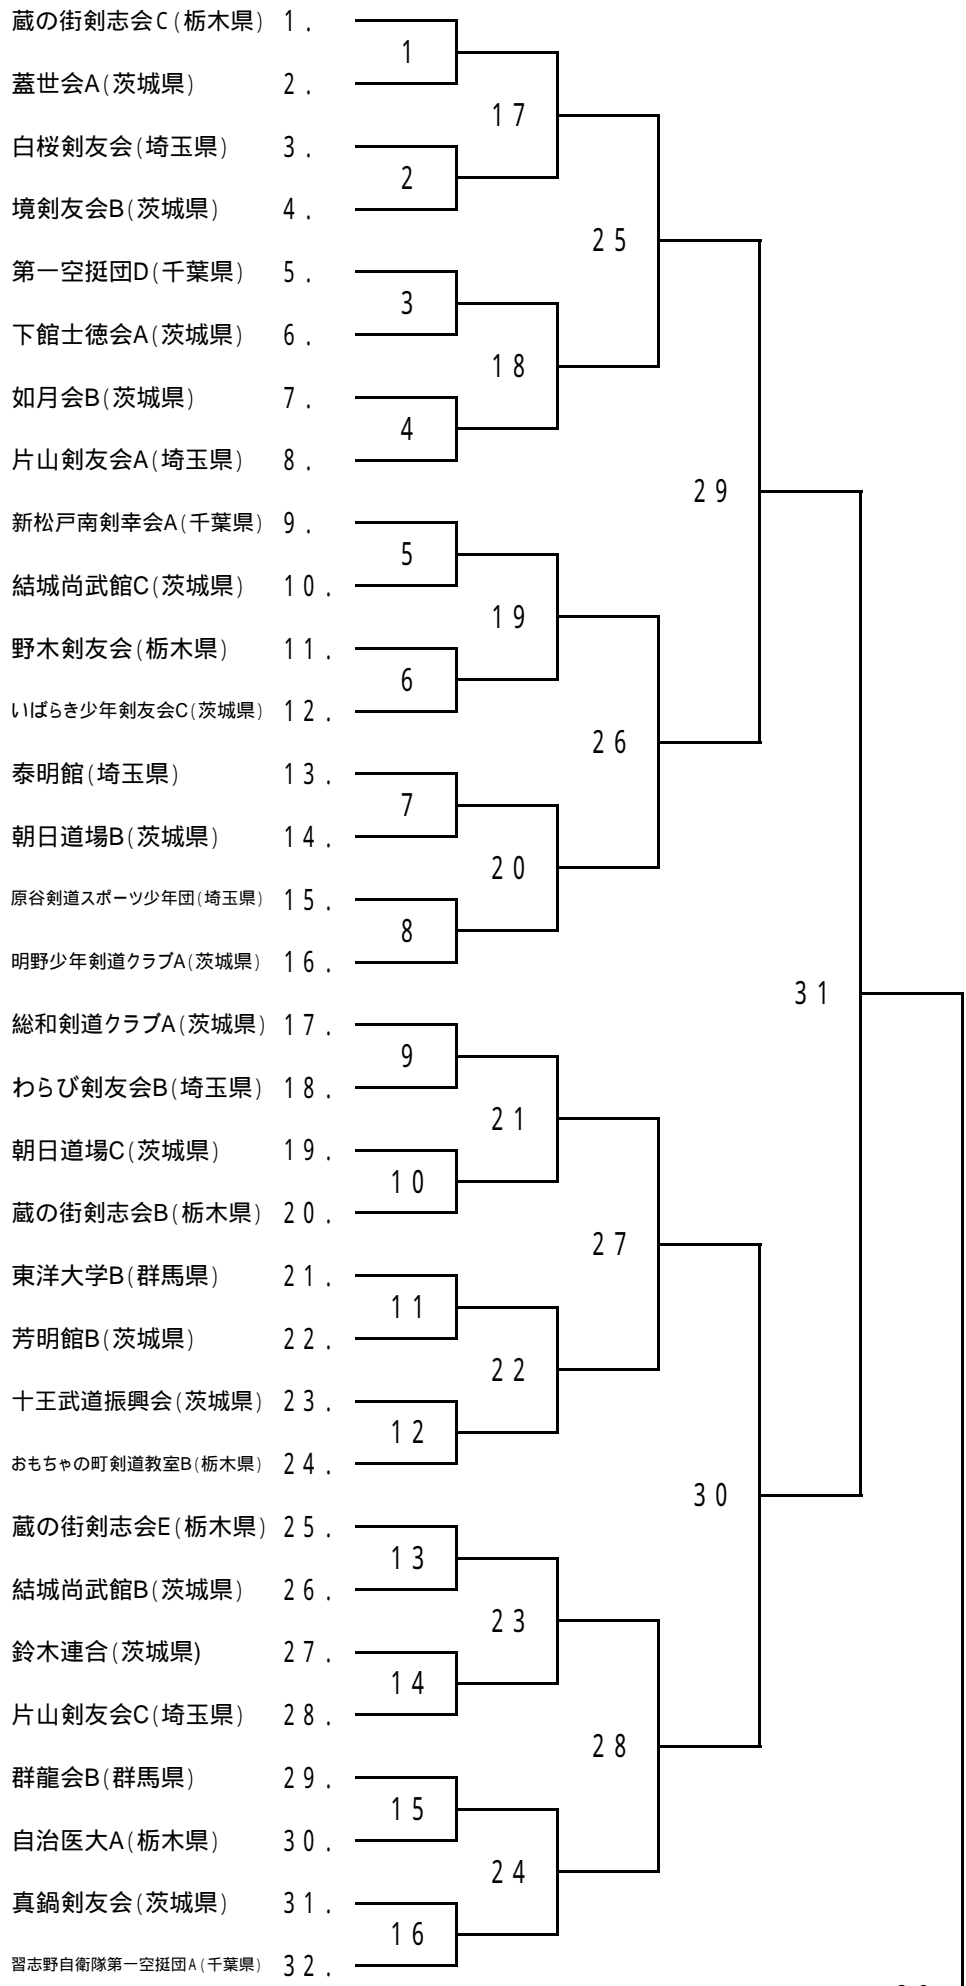 蔵の街剣志会C(栃木県) 1.
1
蓋世会A(茨城県) 2.
17
白桜剣友会(埼玉県) 3.
2
境剣友会B(茨城県) 4.
25
第一空挺団D(千葉県) 5.
3
下館士徳会A(茨城県) 6.
18
如月会B(茨城県) 7.
4
片山剣友会A(埼玉県) 8.
29
新松戸南剣幸会A(千葉県) 9.
5
結城尚武館C(茨城県) 10.
19
野木剣友会(栃木県) 11.
6
いばらき少年剣友会C(茨城県) 12.
26
泰明館(埼玉県) 13.
7
朝日道場B(茨城県) 14.
20
原谷剣道スポーツ少年団(埼玉県) 15.
8
明野少年剣道クラブA(茨城県) 16.
31
総和剣道クラブA(茨城県) 17.
9
わらび剣友会B(埼玉県) 18.
21
朝日道場C(茨城県) 19.
10
蔵の街剣志会B(栃木県) 20.
27
東洋大学B(群馬県) 21.
11
芳明館B(茨城県) 22.
22
十王武道振興会(茨城県) 23.
12
おもちゃの町剣道教室B(栃木県) 24.
30
蔵の街剣志会E(栃木県) 25.
13
結城尚武館B(茨城県) 26.
23
鈴木連合(茨城県) 27.
14
片山剣友会C(埼玉県) 28.
28
群龍会B(群馬県) 29.
15
自治医大A(栃木県) 30.
24
真鍋剣友会(茨城県) 31.
16
習志野自衛隊第一空挺団A(千葉県) 32.